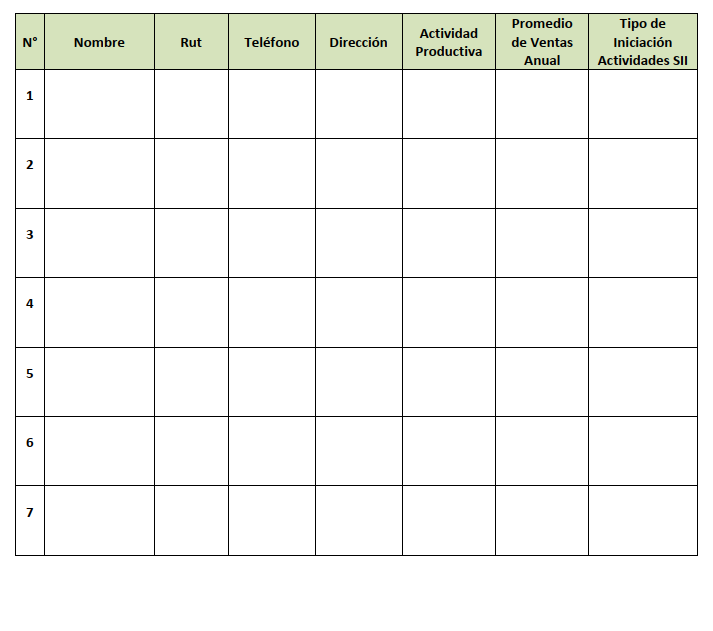 N°
Nombre
Rut
Teléfono
Dirección
Actividad
Productiva
Promedio
de Ventas
Anual
Tipo de
Iniciación
Actividades SII
1
2
3
4
5
6
7